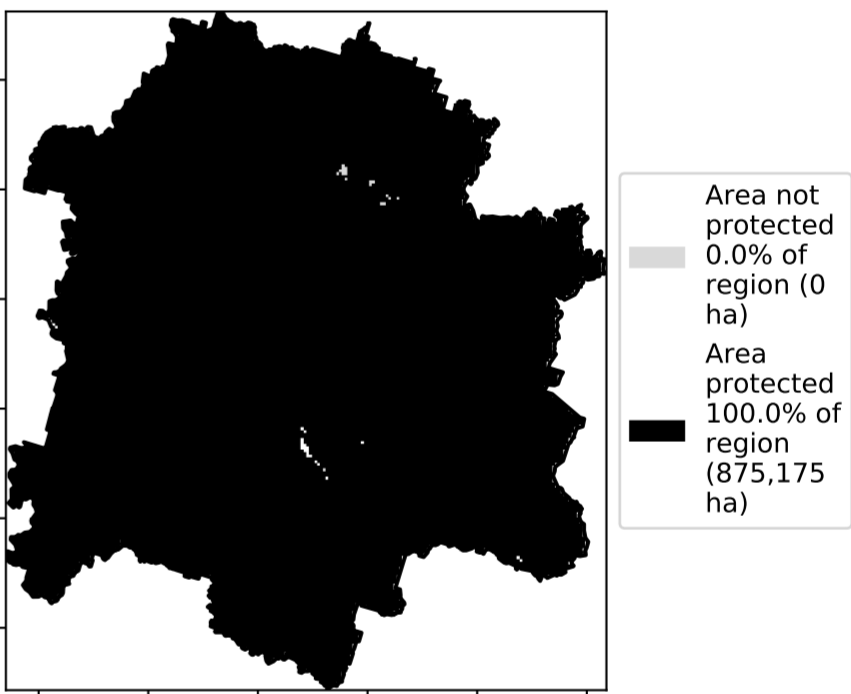 Area not
protected
0.0% of
region (0
ha)
Area
protected
100.0% of
region
(875,175
ha)